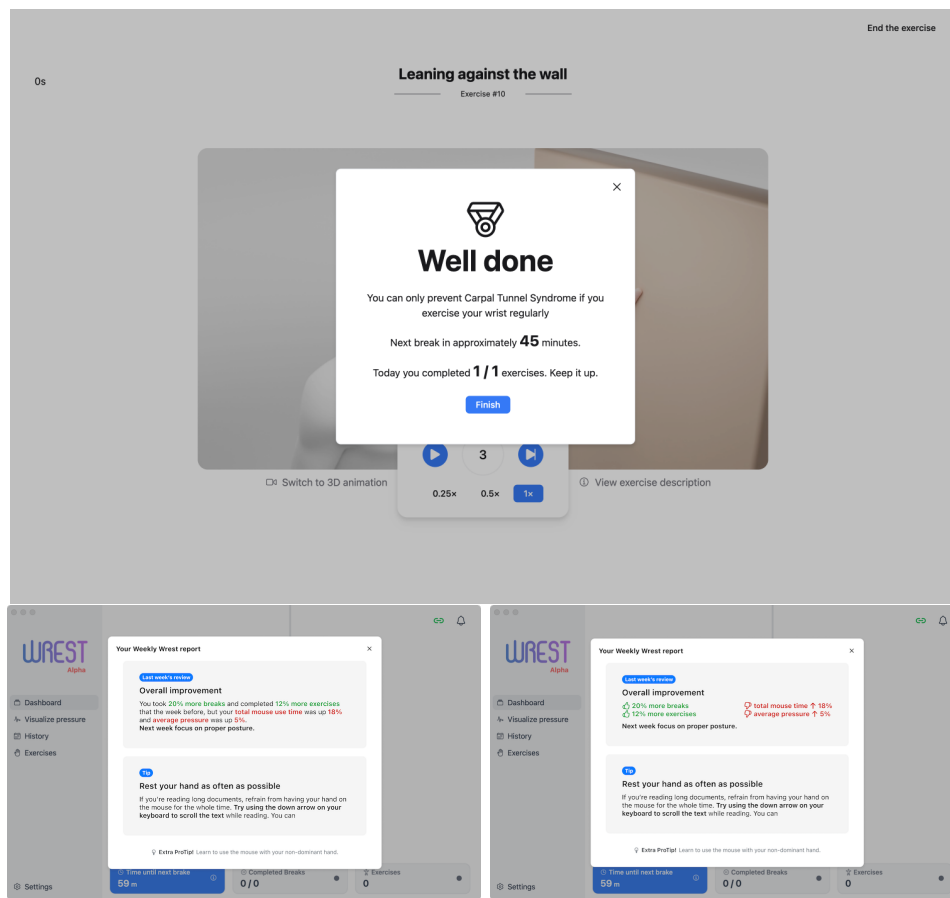 End the exercise
0s
Leaning against the wall
Exercise #10
Well done
You can only prevent Carpal Tunnel Syndrome if you
exercise your wrist regularly
Next break in approximately 45 minutes.
Today you completed 1 / 1 exercises. Keep it up.
Finish
3
Switch to 3D animation
View exercise description
0.25×
0.5×
1×
WREST
Alpha
Dashboard
Visualize pressure
History
Exercises
Settings
Your Weekly Wrest report
Last week's review
Overall improvement
You took 20% more breaks and completed 12% more exercises
that the week before, but your total mouse use time was up 18%
and average pressure was up 5%.
Next week focus on proper posture.
Tip
Rest your hand as often as possible
If you're reading long documents, refrain from having your hand on
the mouse for the whole time. Try using the down arrow on your
keyboard to scroll the text while reading. You can
Extra ProTip! Learn to use the mouse with your non-dominant hand.
Time until next brake
59 m
Completed Breaks
0 / 0
Exercises
0
WREST
Alpha
Dashboard
Visualize pressure
History
Exercises
Settings
Your Weekly Wrest report
Last week's review
Overall improvement
20% more breaks
12% more exercises
total mouse time ↑ 18%
average pressure ↑ 5%
Next week focus on proper posture.
Tip
Rest your hand as often as possible
If you're reading long documents, refrain from having your hand on
the mouse for the whole time. Try using the down arrow on your
keyboard to scroll the text while reading. You can
Extra ProTip! Learn to use the mouse with your non-dominant hand.
Time until next brake
59 m
Completed Breaks
0 / 0
Exercises
0